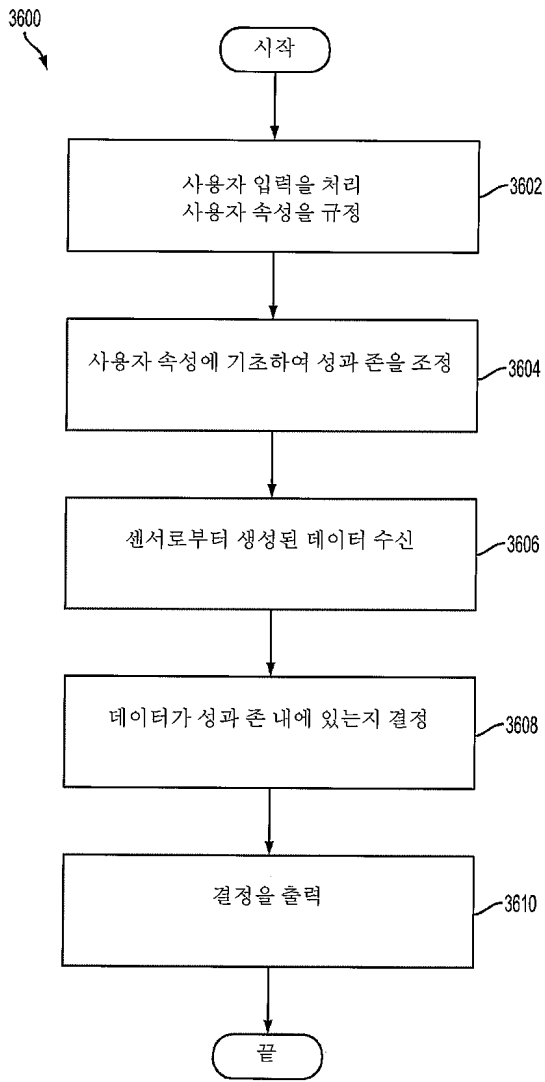 3600
시작
사용자 입력을 처리
사용자 속성을 규정
3602
사용자 속성에 기초하여 성과 존을 조정
3604
센서로부터 생성된 데이터 수신
3606
데이터가 성과 존 내에 있는지 결정
3608
결정을 출력
3610
끝